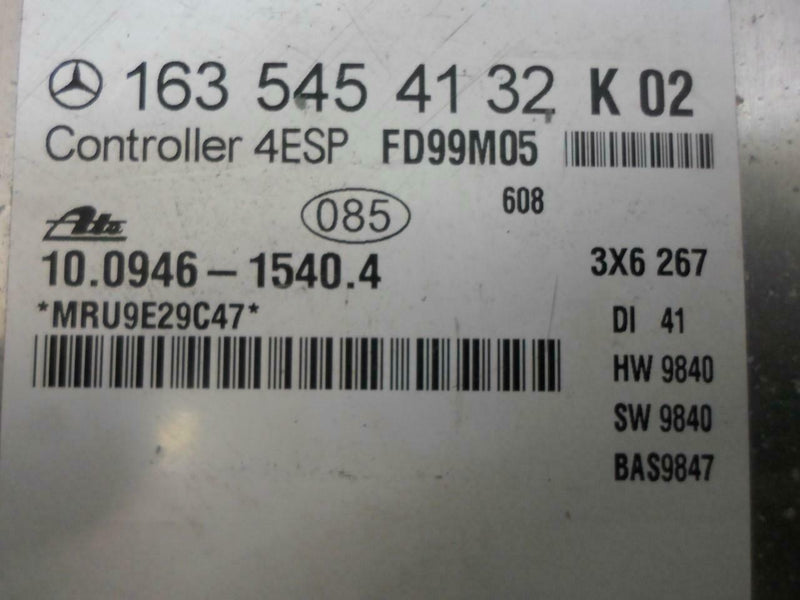 163 545 41 32 K 02
Controller 4ESP FD99M05
608
Ate 085
10.0946-1540.4 3X6 267
*MRU9E29C47* DI 41
HW 9840
SW 9840
BAS9847